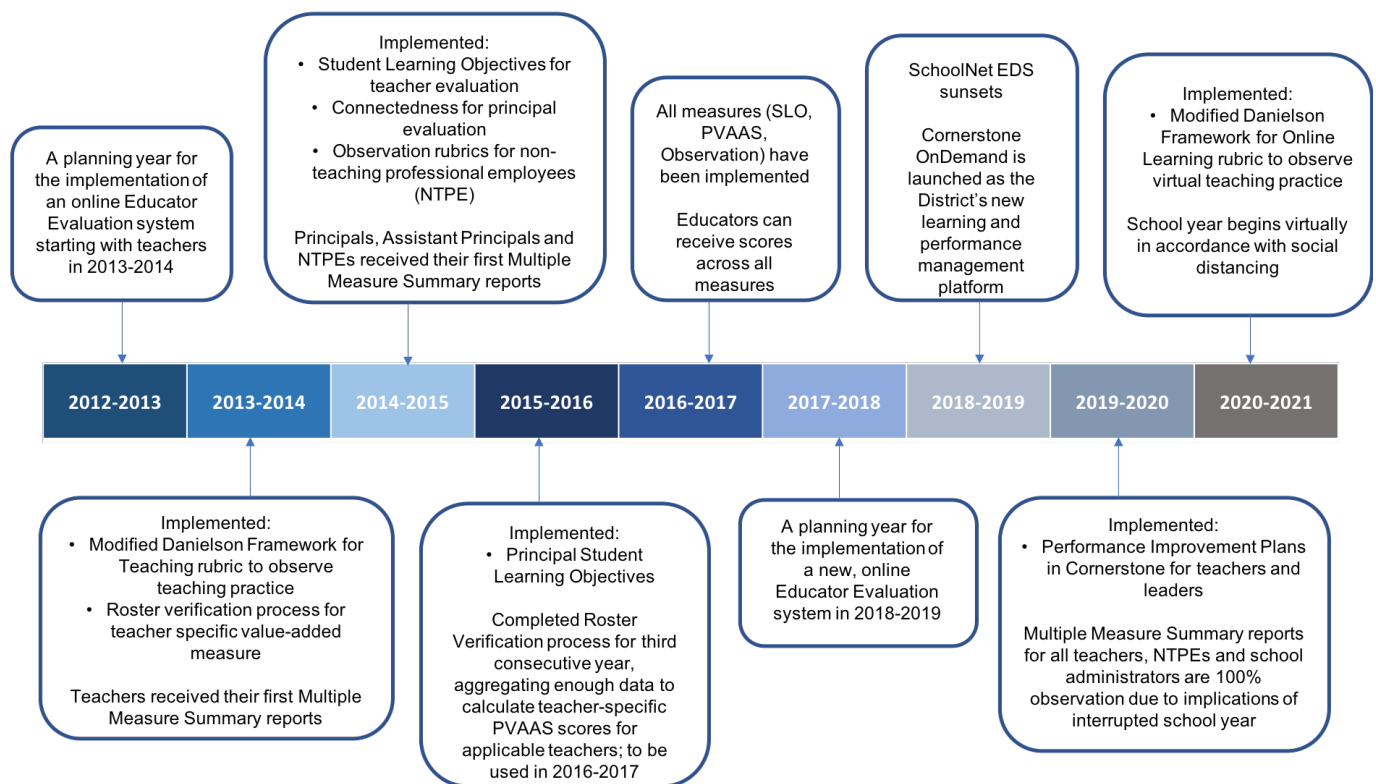 A planning year for
the implementation of
an online Educator
Evaluation system
starting with teachers
in 2013-2014
Implemented:
• Student Learning Objectives for
teacher evaluation
• Connectedness for principal
evaluation
• Observation rubrics for non-
teaching professional employees
(NTPE)
Principals, Assistant Principals and
NTPEs received their first Multiple
Measure Summary reports
All measures (SLO,
PVAAS,
Observation) have
been implemented
Educators can
receive scores
across all
measures
SchoolNet EDS
sunsets
Cornerstone
OnDemand is
launched as the
District's new
learning and
performance
management
platform
Implemented:
• Modified Danielson
Framework for Online
Learning rubric to observe
virtual teaching practice
School year begins virtually
in accordance with social
distancing
2012-2013
2013-2014
2014-2015
2015-2016
2016-2017
2017-2018
2018-2019
2019-2020
2020-2021
Implemented:
• Modified Danielson Framework for
Teaching rubric to observe
teaching practice
• Roster verification process for
teacher specific value-added
measure
Teachers received their first Multiple
Measure Summary reports
Implemented:
• Principal Student
Learning Objectives
Completed Roster
Verification process for third
consecutive year,
aggregating enough data to
calculate teacher-specific
PVAAS scores for
applicable teachers; to be
used in 2016-2017
A planning year for
the implementation of
a new, online
Educator Evaluation
system in 2018-2019
Implemented:
• Performance Improvement Plans
in Cornerstone for teachers and
leaders
Multiple Measure Summary reports
for all teachers, NTPEs and school
administrators are 100%
observation due to implications of
interrupted school year